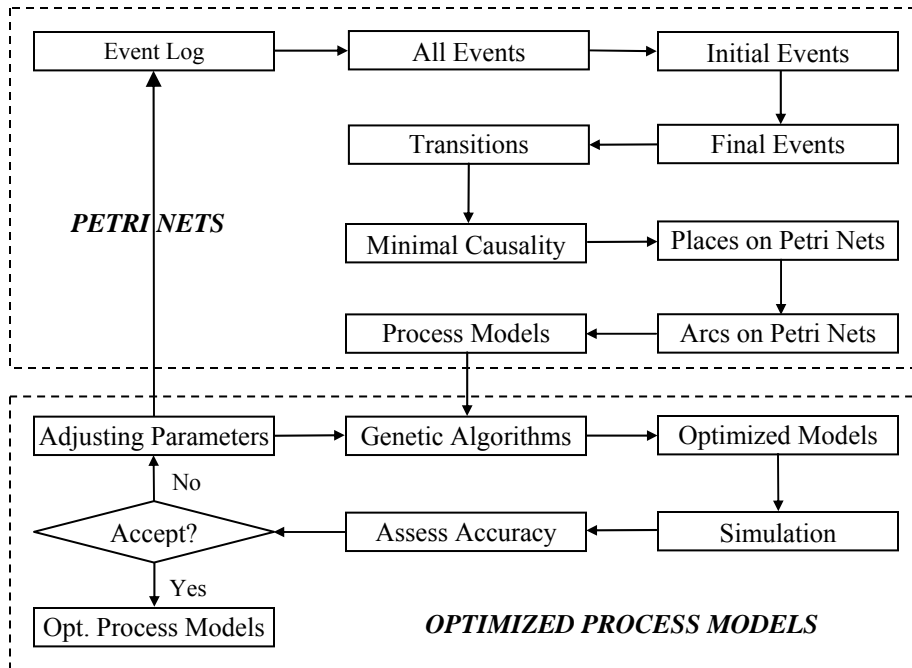 Event Log
All Events
Initial Events
Transitions
Final Events
PETRI NETS
Minimal Causality
Places on Petri Nets
Process Models
Arcs on Petri Nets
Adjusting Parameters
Genetic Algorithms
Optimized Models
No
Accept?
Assess Accuracy
Simulation
Yes
Opt. Process Models
OPTIMIZED PROCESS MODELS